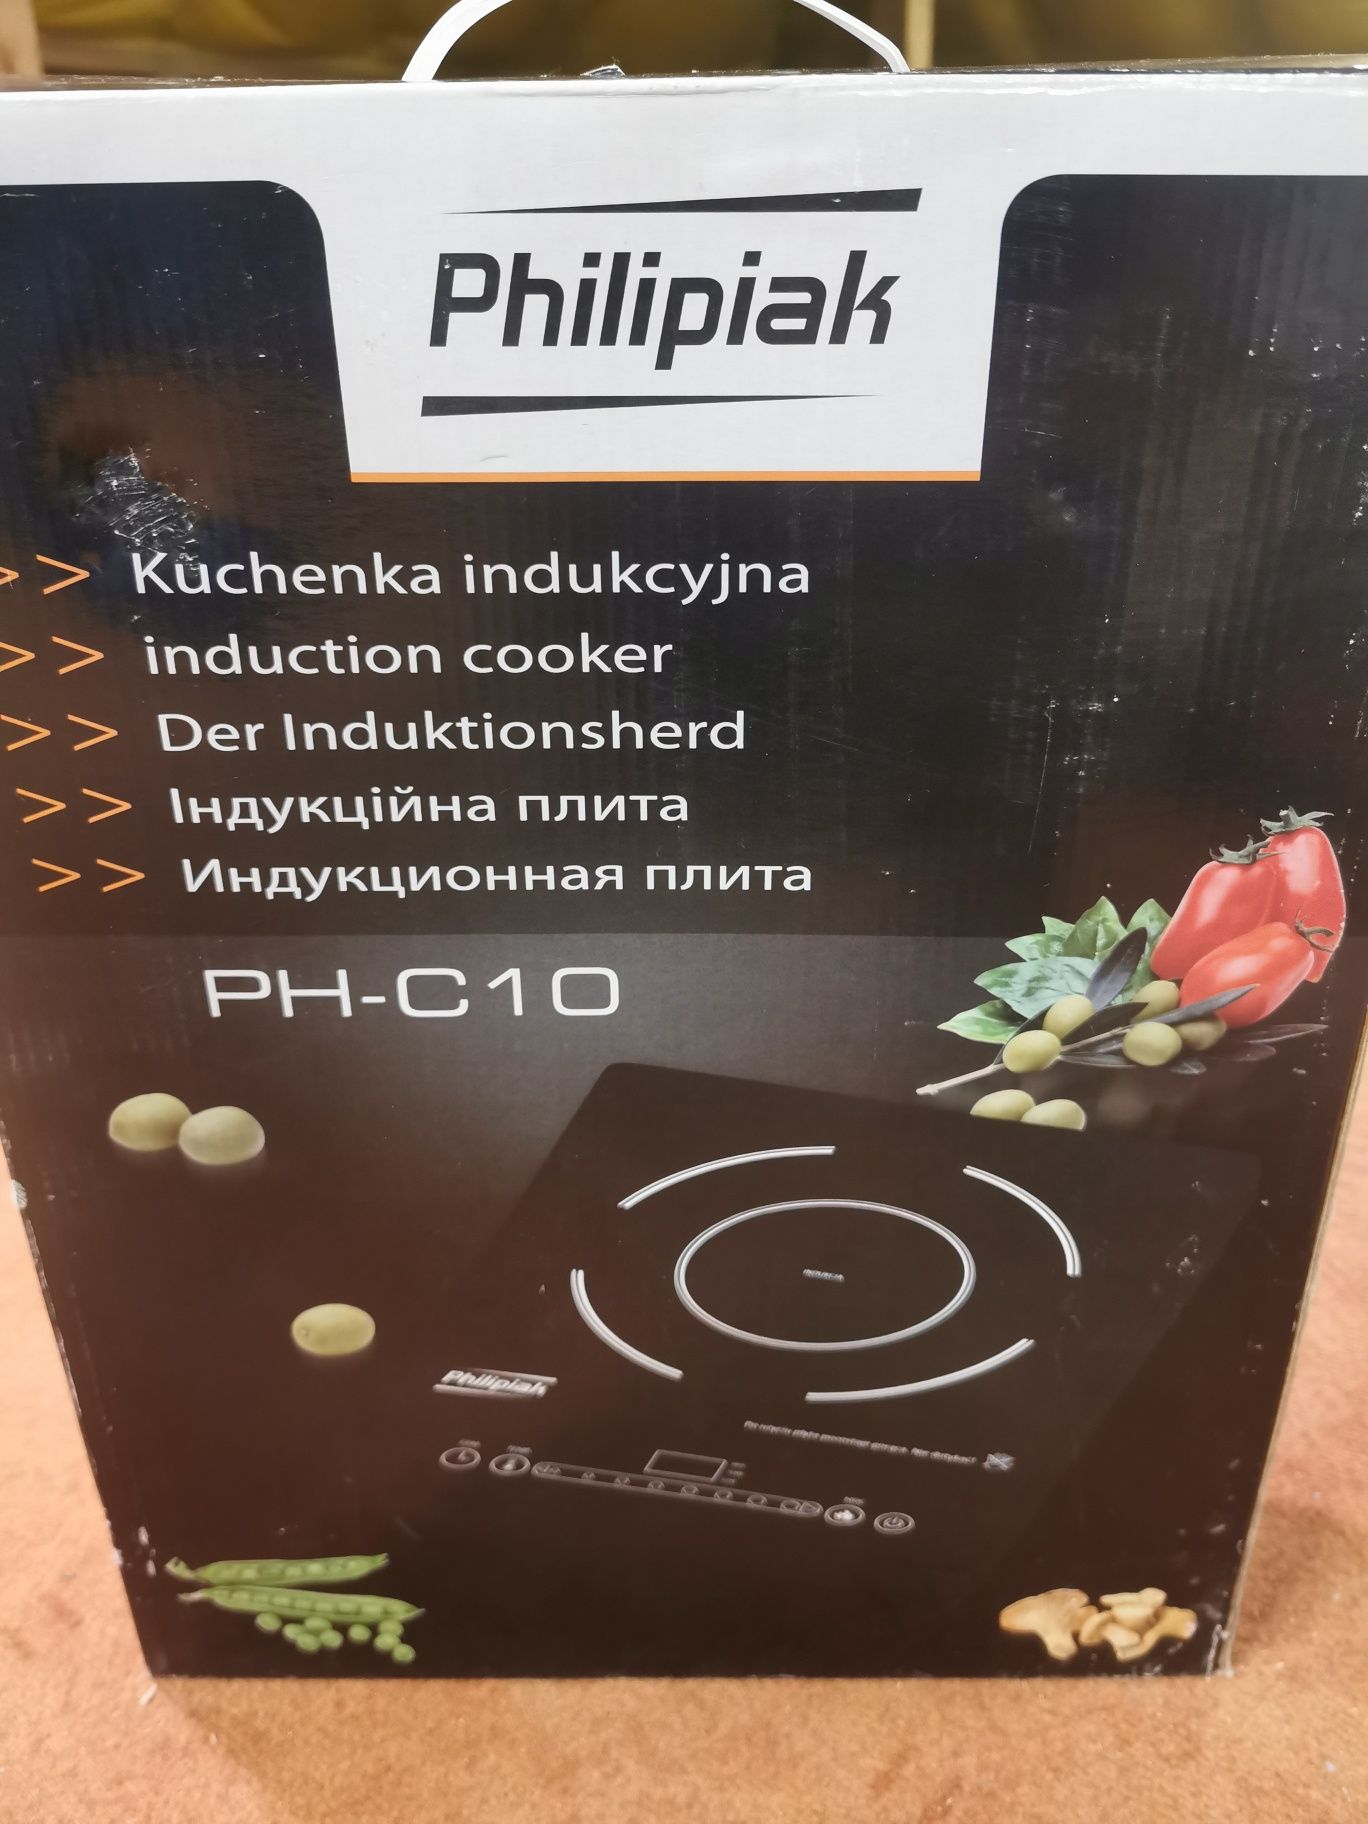 Philipiak
>> Kuchenka indukcyjna
>> induction cooker
>> Der Induktionsherd
>> Індукційна плита
>> Индукционная плита
PH-C10
Philipiak